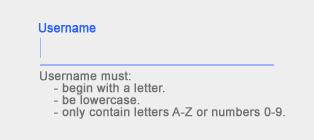 Username
Username must:
- begin with a letter.
- be lowercase.
- only contain letters A-Z or numbers 0-9.